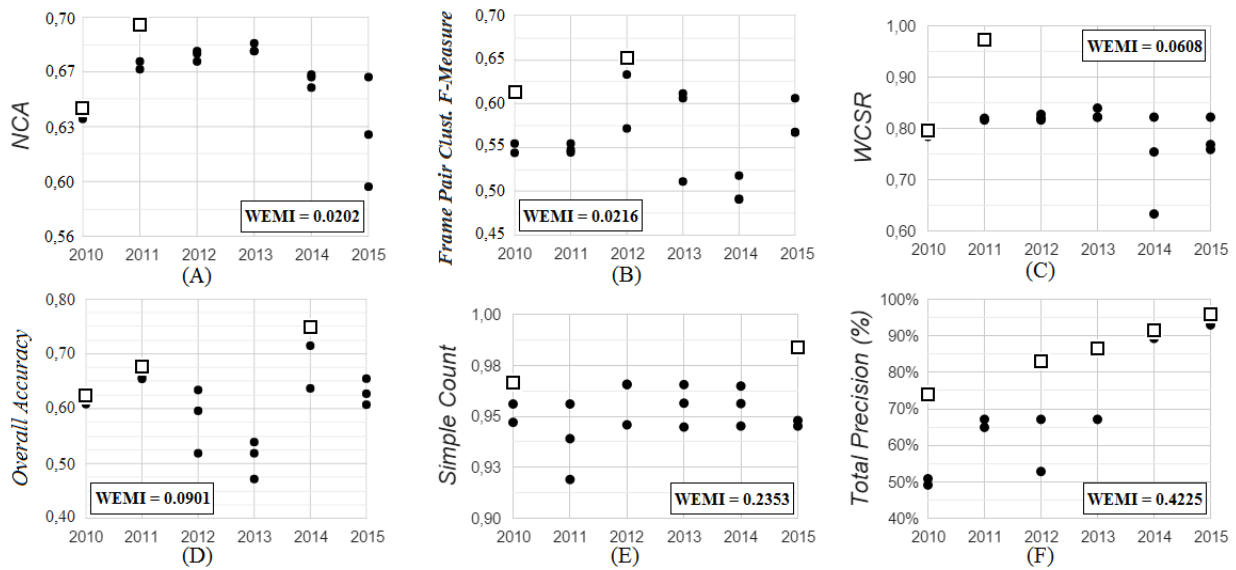 NCA
0,70
0,67
0,63
0,60
0,56
WEMI = 0.0202
2010 2011 2012 2013 2014 2015
(A)
Frame Pair Clust. F-Measure
0,70
0,65
0,60
0,55
0,50
0,45
WEMI = 0.0216
2010 2011 2012 2013 2014 2015
(B)
WCSR
1,00
0,90
0,80
0,70
0,60
WEMI = 0.0608
2010 2011 2012 2013 2014 2015
(C)
Overall Accuracy
0,80
0,70
0,60
0,50
0,40
WEMI = 0.0901
2010 2011 2012 2013 2014 2015
(D)
Simple Count
1,00
0,98
0,95
0,93
0,90
WEMI = 0.2353
2010 2011 2012 2013 2014 2015
(E)
Total Precision (%)
100%
90%
80%
70%
60%
50%
40%
WEMI = 0.4225
2010 2011 2012 2013 2014 2015
(F)